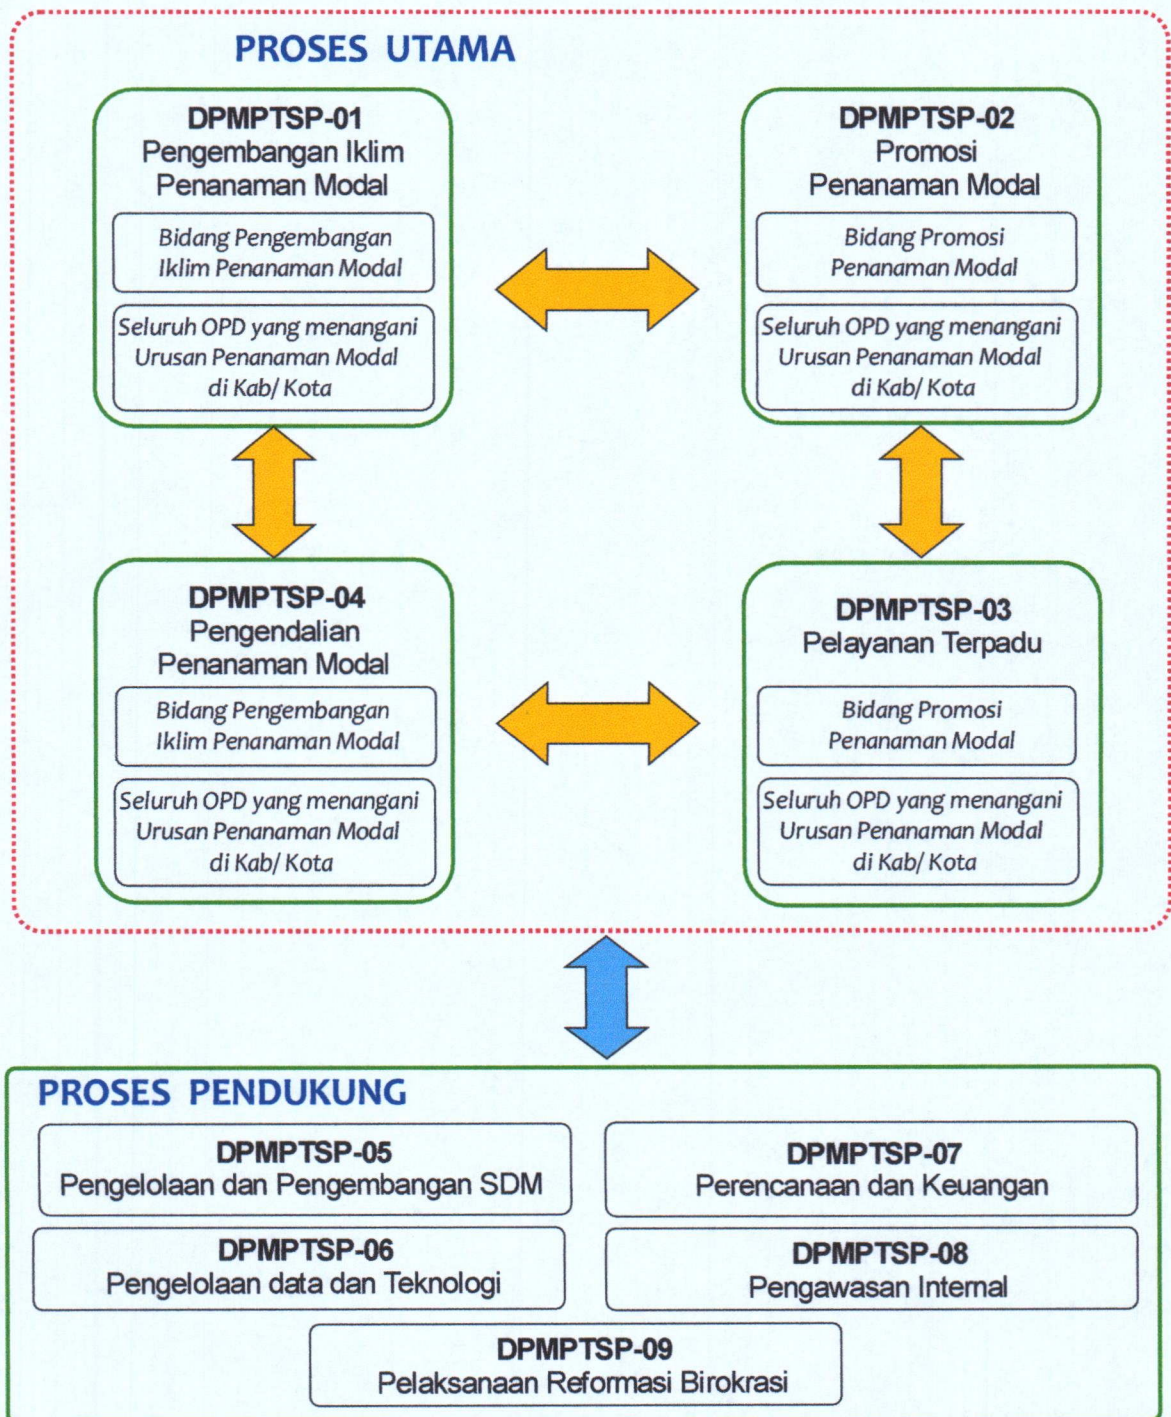 PROSES UTAMA
DPMPTSP-01
Pengembangan Iklim
Penanaman Modal
Bidang Pengembangan
Iklim Penanaman Modal
Seluruh OPD yang menangani
Urusan Penanaman Modal
di Kab/ Kota
DPMPTSP-02
Promosi
Penanaman Modal
Bidang Promosi
Penanaman Modal
Seluruh OPD yang menangani
Urusan Penanaman Modal
di Kab/ Kota
DPMPTSP-04
Pengendalian
Penanaman Modal
Bidang Pengembangan
Iklim Penanaman Modal
Seluruh OPD yang menangani
Urusan Penanaman Modal
di Kab/ Kota
DPMPTSP-03
Pelayanan Terpadu
Bidang Promosi
Penanaman Modal
Seluruh OPD yang menangani
Urusan Penanaman Modal
di Kab/ Kota
PROSES PENDUKUNG
DPMPTSP-05
Pengelolaan dan Pengembangan SDM
DPMPTSP-07
Perencanaan dan Keuangan
DPMPTSP-06
Pengelolaan data dan Teknologi
DPMPTSP-08
Pengawasan Internal
DPMPTSP-09
Pelaksanaan Reformasi Birokrasi